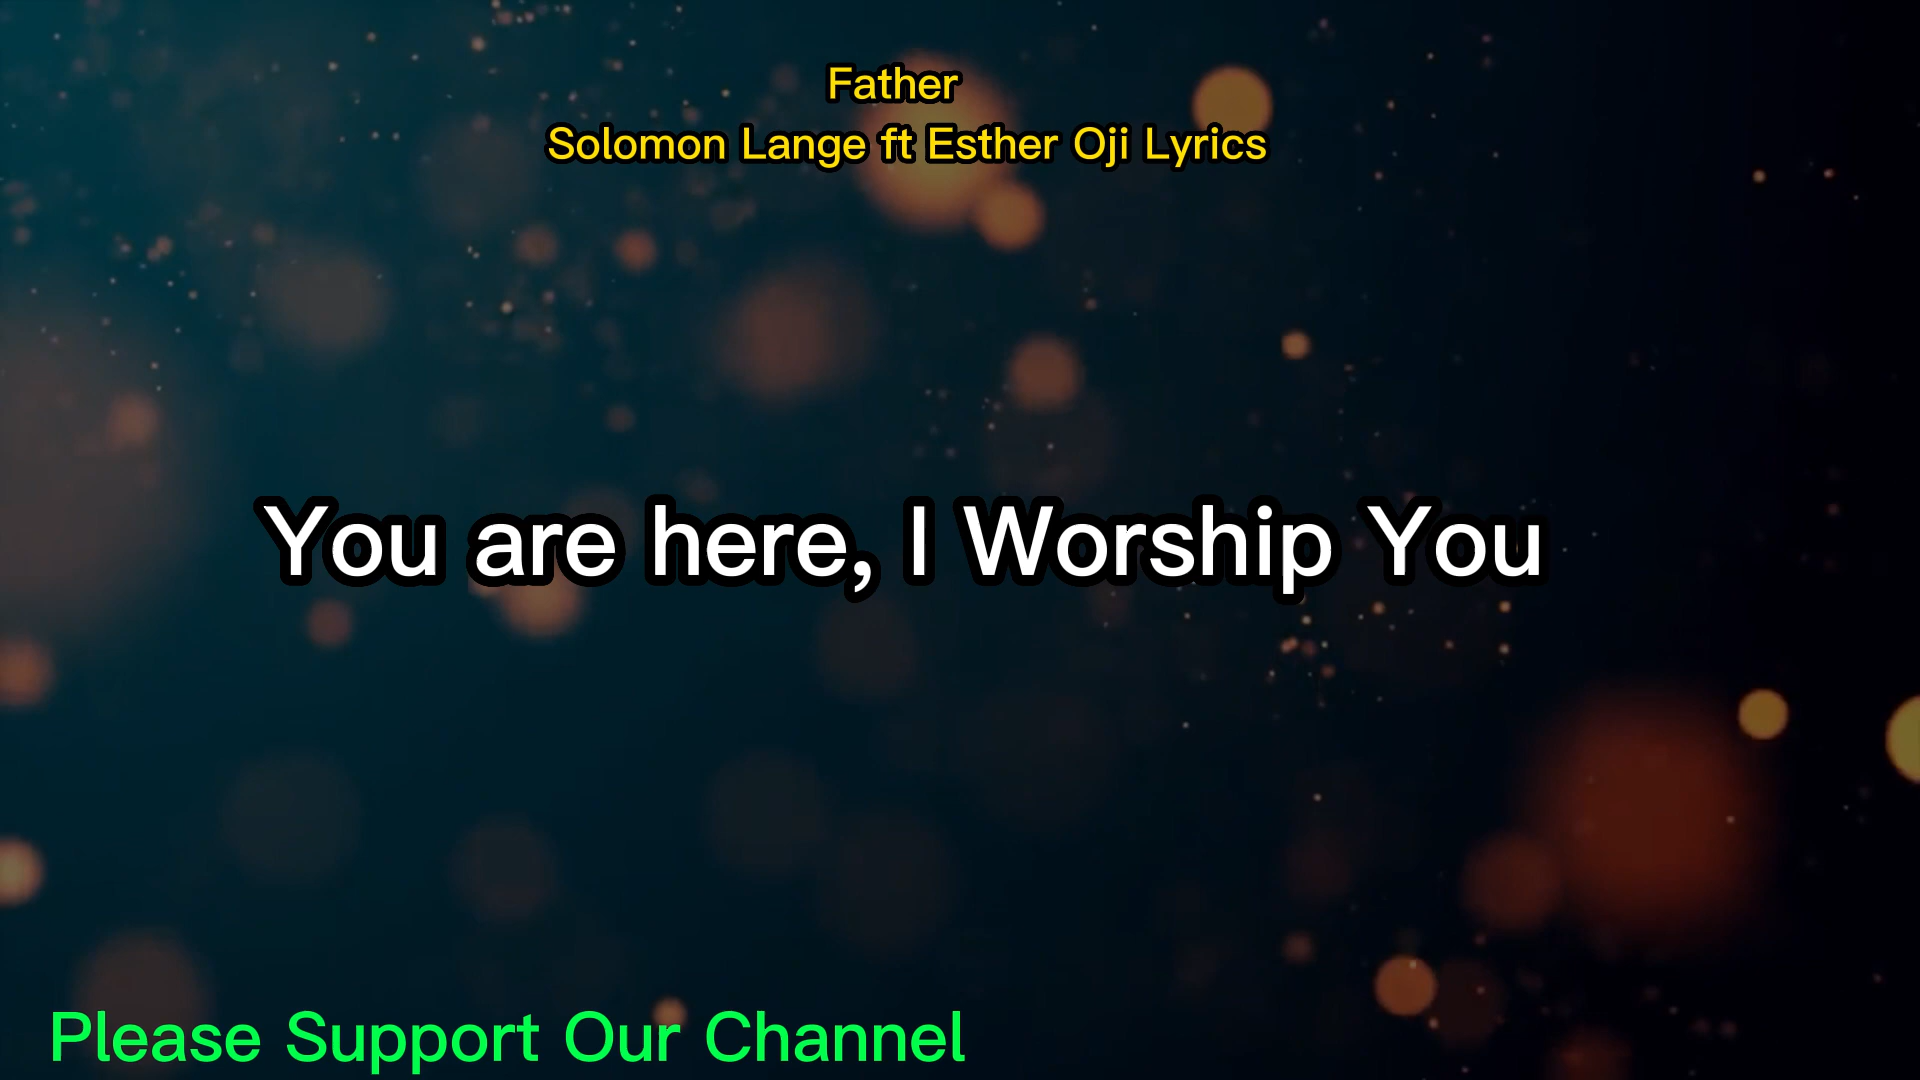 Father
Solomon Lange ft Esther Oji Lyrics
You are here, I Worship You
Please Support Our Channel